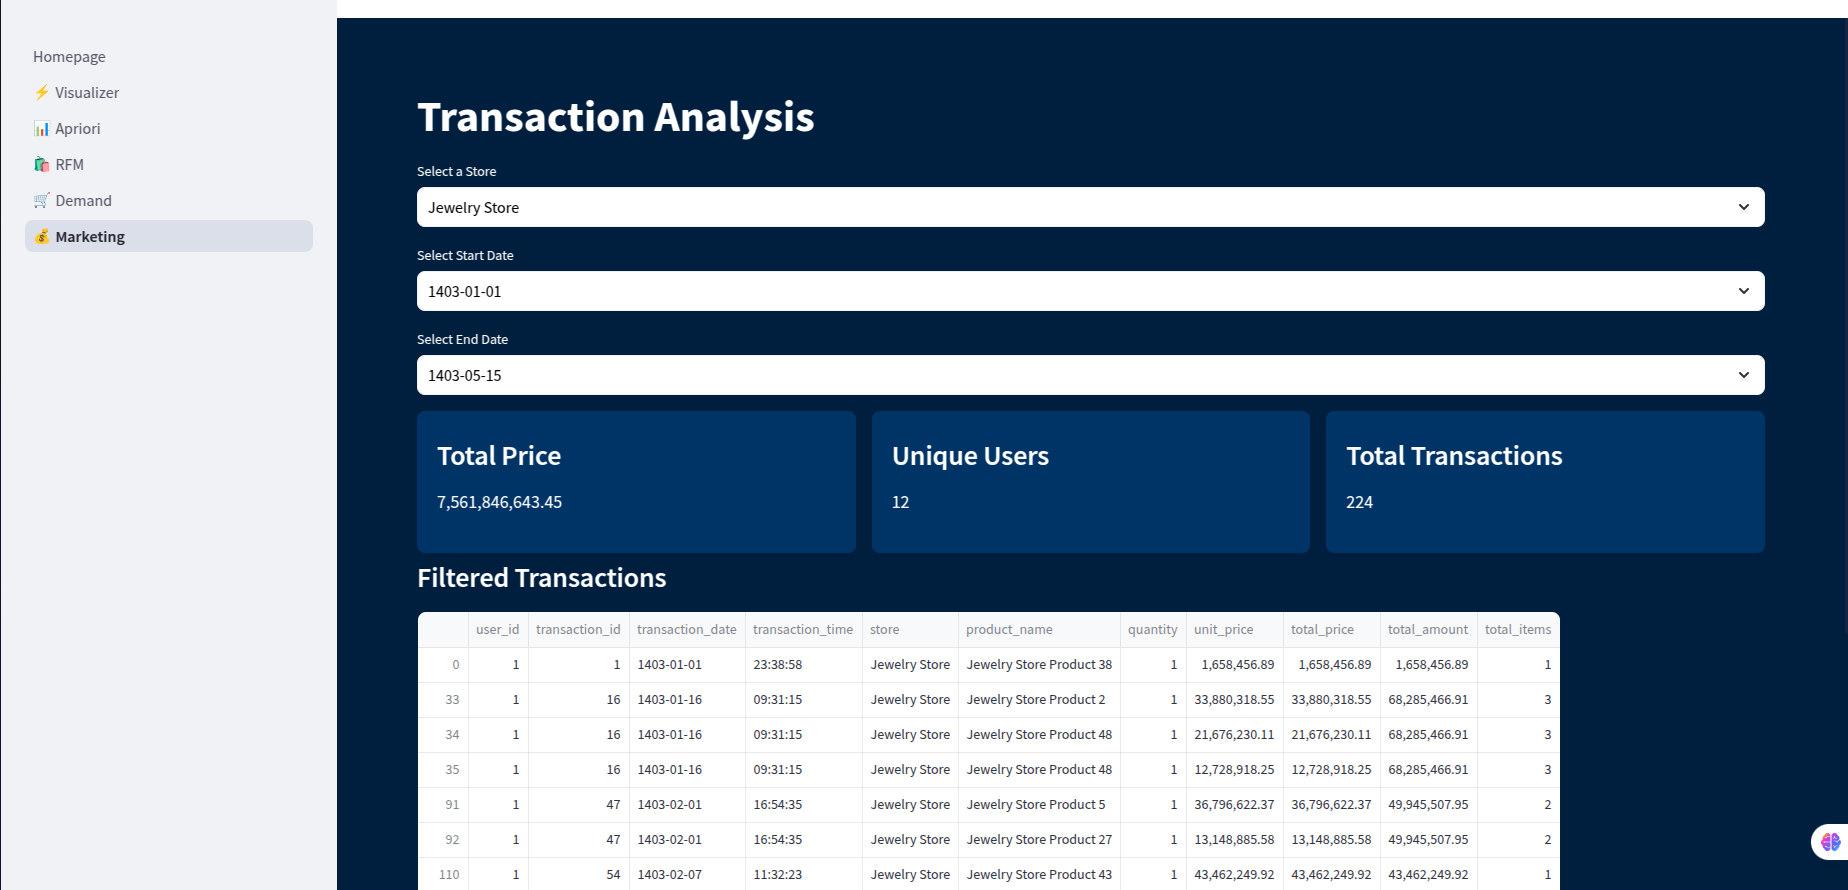 Homepage
⚡ Visualizer
📊 Apriori
🛍️ RFM
🛒 Demand
💰 Marketing
Transaction Analysis
Select a Store
Jewelry Store
Select Start Date
1403-01-01
Select End Date
1403-05-15
Total Price
7,561,846,643.45
Unique Users
12
Total Transactions
224
Filtered Transactions
user_id transaction_id transaction_date transaction_time store product_name quantity unit_price total_price total_amount total_items
0 1 1 1403-01-01 23:38:58 Jewelry Store Jewelry Store Product 38 1 1,658,456.89 1,658,456.89 1,658,456.89 1
33 1 16 1403-01-16 09:31:15 Jewelry Store Jewelry Store Product 2 1 33,880,318.55 33,880,318.55 68,285,466.91 3
34 1 16 1403-01-16 09:31:15 Jewelry Store Jewelry Store Product 48 1 21,676,230.11 21,676,230.11 68,285,466.91 3
35 1 16 1403-01-16 09:31:15 Jewelry Store Jewelry Store Product 48 1 12,728,918.25 12,728,918.25 68,285,466.91 3
91 1 47 1403-02-01 16:54:35 Jewelry Store Jewelry Store Product 5 1 36,796,622.37 36,796,622.37 49,945,507.95 2
92 1 47 1403-02-01 16:54:35 Jewelry Store Jewelry Store Product 27 1 13,148,885.58 13,148,885.58 49,945,507.95 2
110 1 54 1403-02-07 11:32:23 Jewelry Store Jewelry Store Product 43 1 43,462,249.92 43,462,249.92 43,462,249.92 1